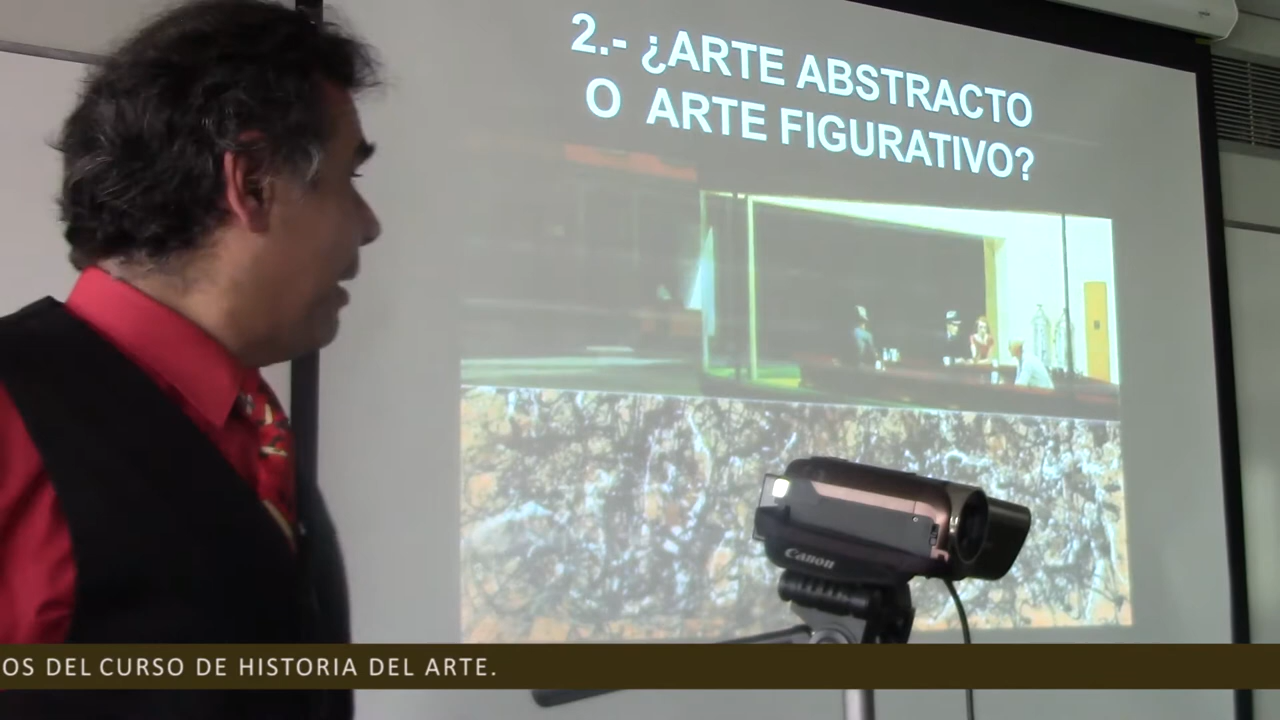 2.- ¿ARTE ABSTRACTO
O ARTE FIGURATIVO?
Canon
OS DEL CURSO DE HISTORIA DEL ARTE.